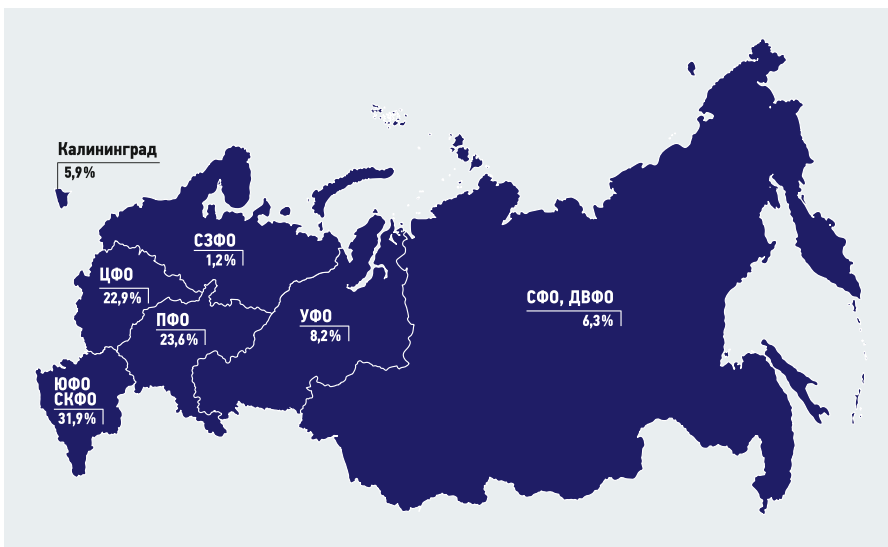 Калининград
5,9%
СЗФО
1,2%
ЦФО
22,9%
ПФО
23,6%
УФО
8,2%
СФО, ДВФО
6,3%
ЮФО
СКФО
31,9%